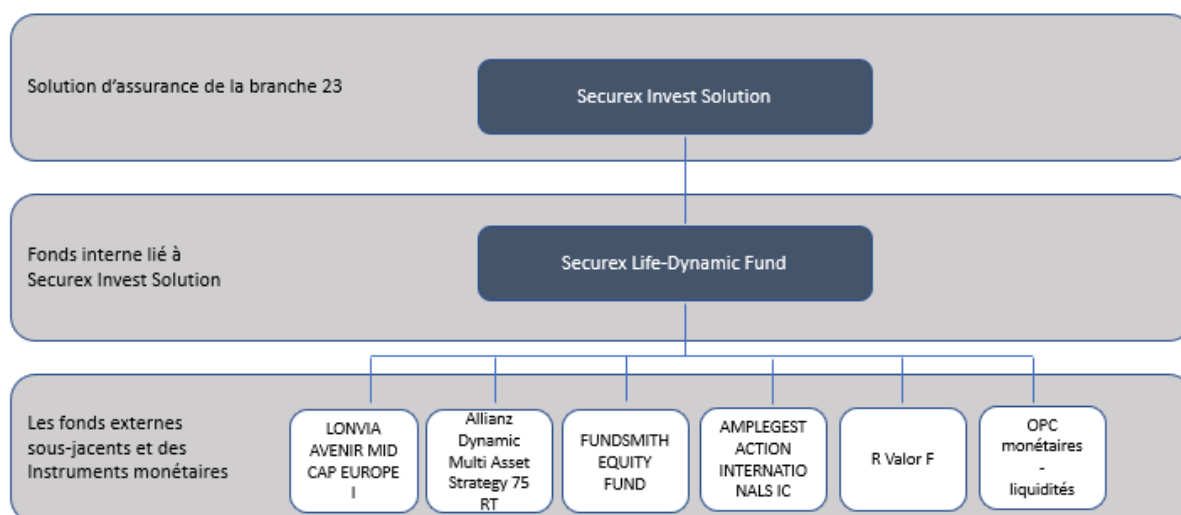 Solution d'assurance de la branche 23
Securex Invest Solution
Fonds interne lié à
Securex Invest Solution
Securex Life-Dynamic Fund
Les fonds externes
sous-jacents et des
Instruments monétaires
LONVIA
AVENIR MID
CAP EUROPE
I
Allianz
Dynamic
Multi Asset
Strategy 75
RT
FUNDSMITH
EQUITY
FUND
AMPLEGEST
ACTION
INTERNATIO
NALS IC
R Valor F
OPC
monétaires
-
liquidités